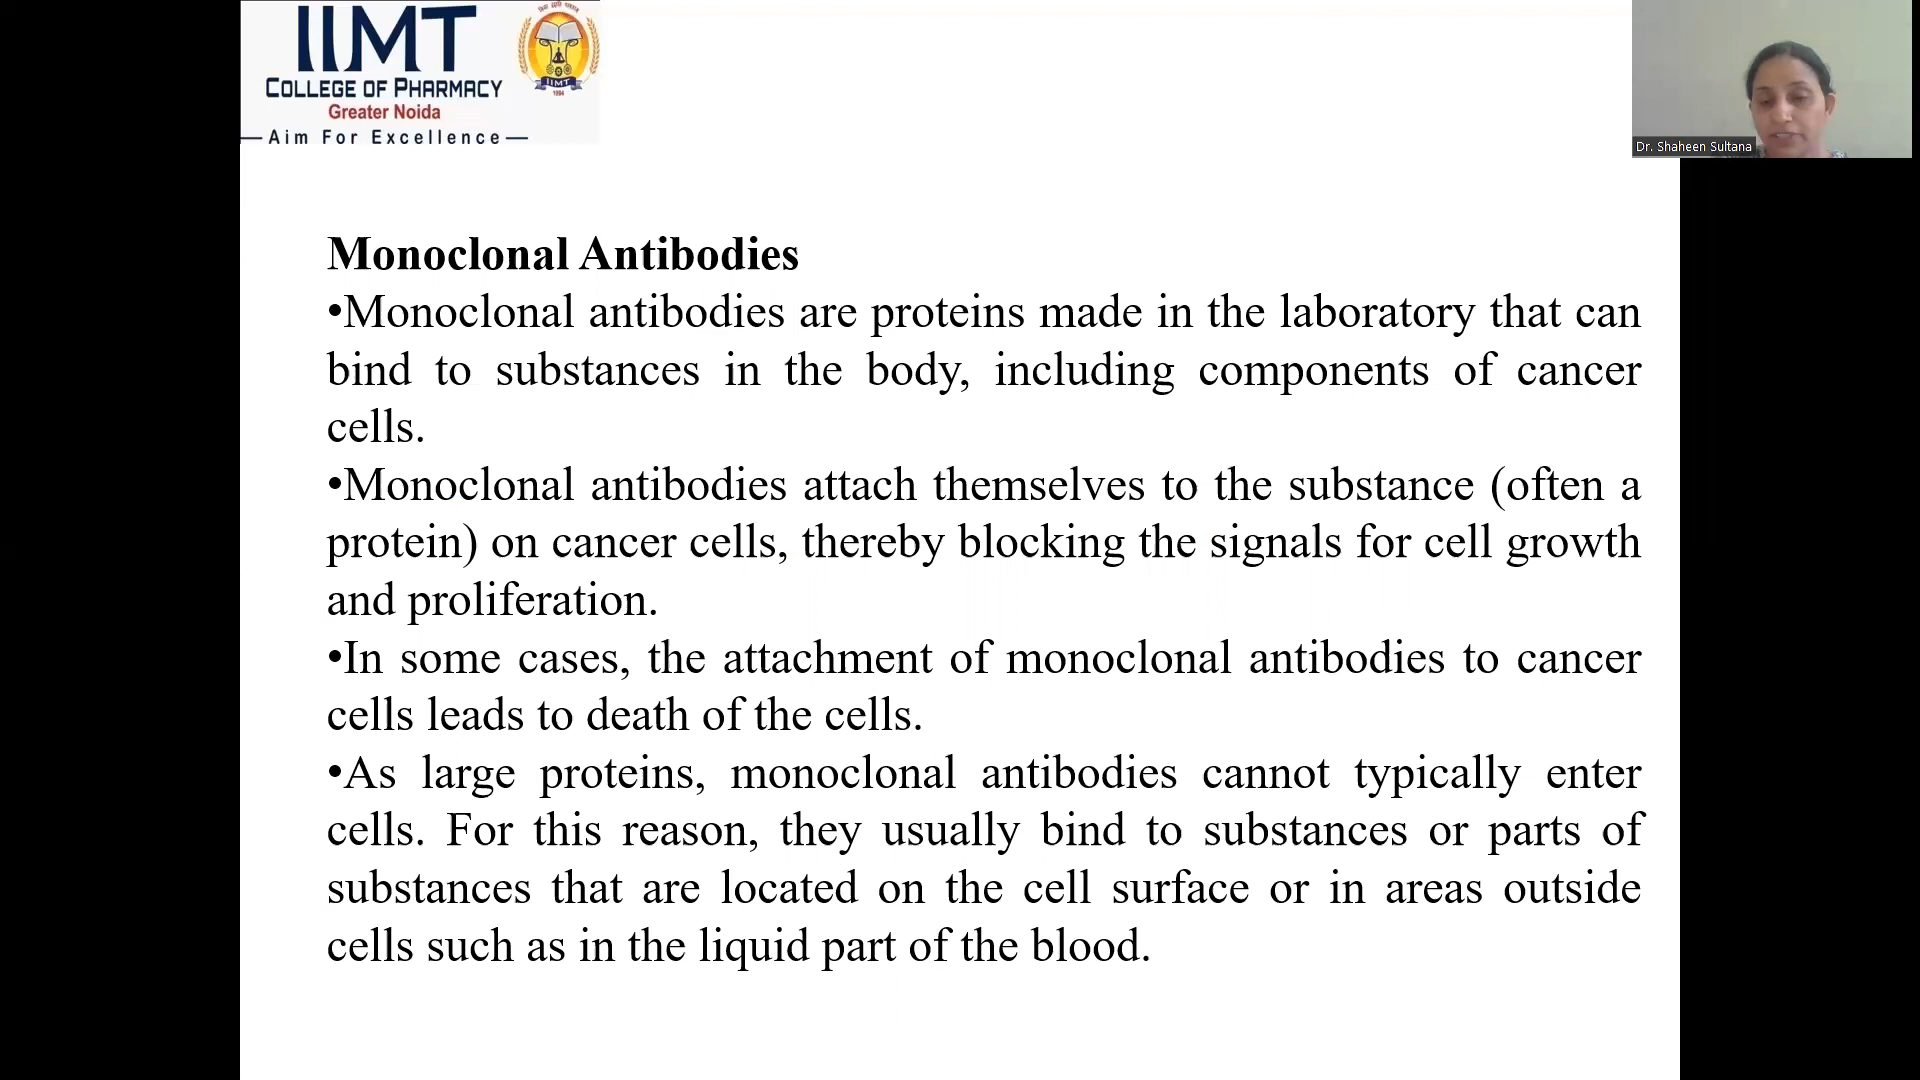 IIMT
COLLEGE OF PHARMACY
Greater Noida
Aim For Excellence
IIMT
1994
Dr. Shaheen Sultana
Monoclonal Antibodies
•Monoclonal antibodies are proteins made in the laboratory that can
bind to substances in the body, including components of cancer
cells.
•Monoclonal antibodies attach themselves to the substance (often a
protein) on cancer cells, thereby blocking the signals for cell growth
and proliferation.
•In some cases, the attachment of monoclonal antibodies to cancer
cells leads to death of the cells.
•As large proteins, monoclonal antibodies cannot typically enter
cells. For this reason, they usually bind to substances or parts of
substances that are located on the cell surface or in areas outside
cells such as in the liquid part of the blood.